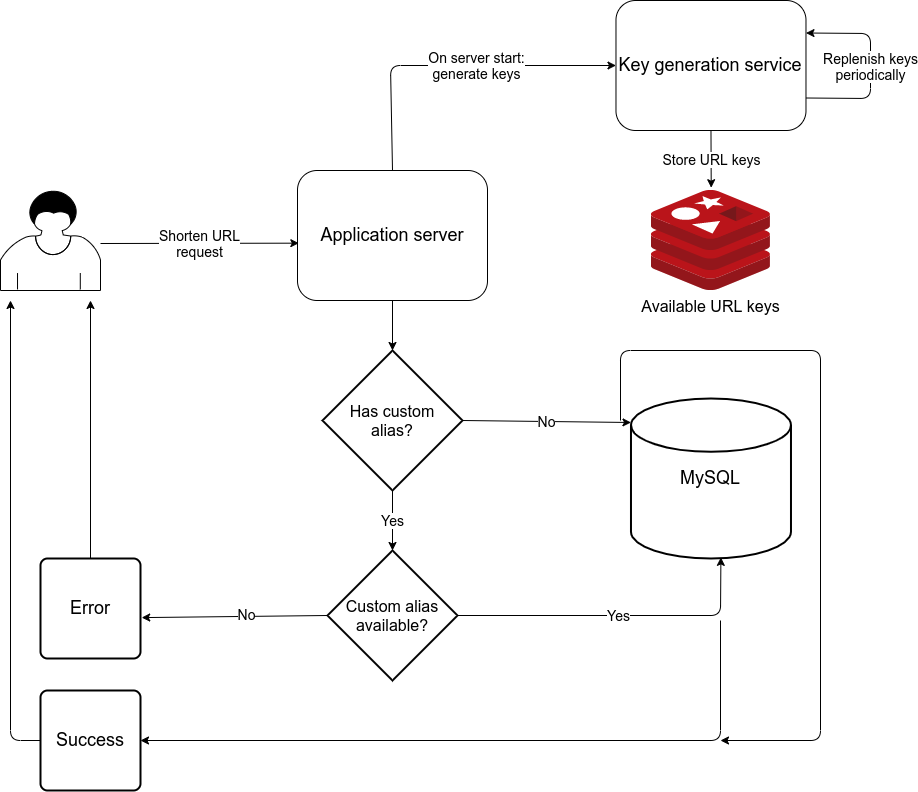 On server start:
generate keys
Key generation service
Replenish keys
periodically
Store URL keys
Shorten URL
request
Application server
Available URL keys
Has custom
alias?
No
MySQL
Yes
Custom alias
available?
No
Yes
Error
Success